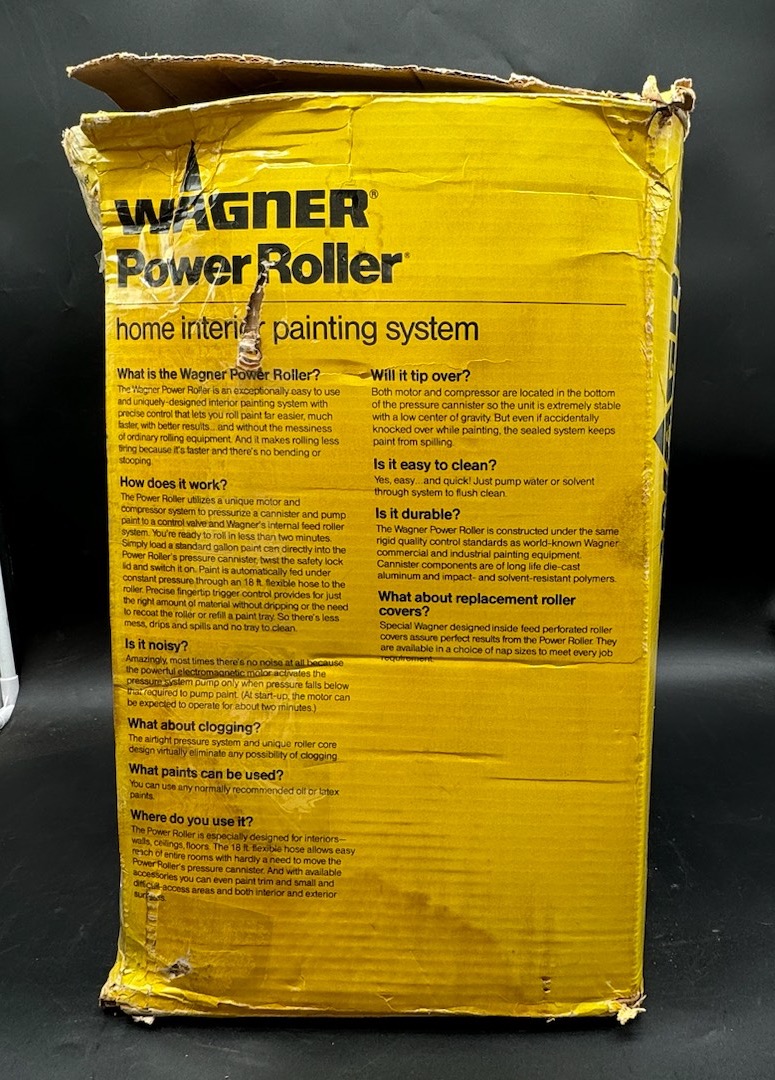 WAGNER®
Power Roller®
home interior painting system
What is the Wagner Power Roller?
The Wagner Power Roller is an exceptionally easy to use
and uniquely-designed interior painting system with
precise control that lets you roll paint far easier, much
faster, with better results... and without the messiness
of ordinary rolling equipment. And it makes rolling less
tiring because it's faster and there's no bending or
stooping.
How does it work?
The Power Roller utilizes a unique motor and
compressor system to pressurize a cannister and pump
paint to a control valve and Wagner's internal feed roller
system. You're ready to roll in less than two minutes.
Simply load a standard gallon paint can directly into the
Power Roller's pressure cannister, twist the safety lock
lid and switch it on. Paint is automatically fed under
constant pressure through an 18 ft. flexible hose to the
roller. Precise fingertip trigger control provides for just
the right amount of material without dripping or the need
to recoat the roller or refill a paint tray. So there's less
mess, drips and spills and no tray to clean.
Is it noisy?
Amazingly, most times there's no noise at all because
the powerful electromagnetic motor activates the
pressure system pump only when pressure falls below
that required to pump paint. (At start-up, the motor can
be expected to operate for about two minutes.)
What about clogging?
The airtight pressure system and unique roller core
design virtually eliminate any possibility of clogging.
What paints can be used?
You can use any normally recommended oil or latex
paints.
Where do you use it?
The Power Roller is especially designed for interiors—
walls, ceilings, floors. The 18 ft. flexible hose allows easy
reach of entire rooms with hardly a need to move the
Power Roller's pressure cannister. And with available
accessories you can even paint trim and small and
difficult-access areas and both interior and exterior
surfaces.
Will it tip over?
Both motor and compressor are located in the bottom
of the pressure cannister so the unit is extremely stable
with a low center of gravity. But even if accidentally
knocked over while painting, the sealed system keeps
paint from spilling.
Is it easy to clean?
Yes, easy...and quick! Just pump water or solvent
through system to flush clean.
Is it durable?
The Wagner Power Roller is constructed under the same
rigid quality control standards as world-known Wagner
commercial and industrial painting equipment.
Cannister components are of long life die-cast
aluminum and impact- and solvent-resistant polymers.
What about replacement roller
covers?
Special Wagner designed inside feed perforated roller
covers assure perfect results from the Power Roller. They
are available in a choice of nap sizes to meet every job
requirement.